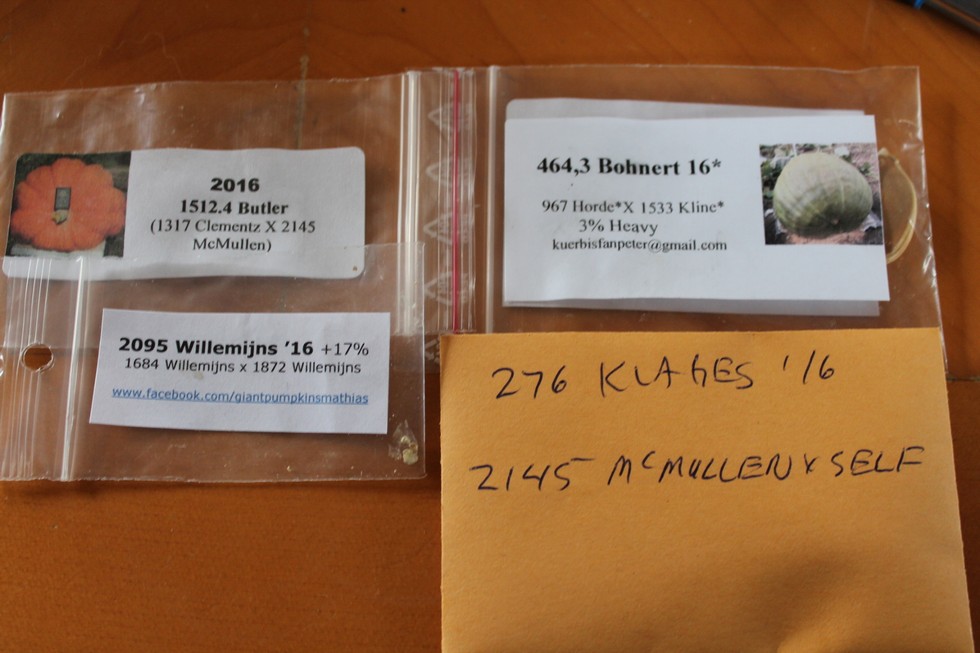 2016
1512.4 Butler
(1317 Clementz X 2145
McMullen)
464,3 Bohnert 16*
967 Horde*X 1533 Kline*
3% Heavy
kuerbisfanpeter@gmail.com
2095 Willemijns ’16 +17%
1684 Willemijns x 1872 Willemijns
www.facebook.com/giantpumpkinsmathias
276 KLAGES '16
2145 McMULLEN x SELF